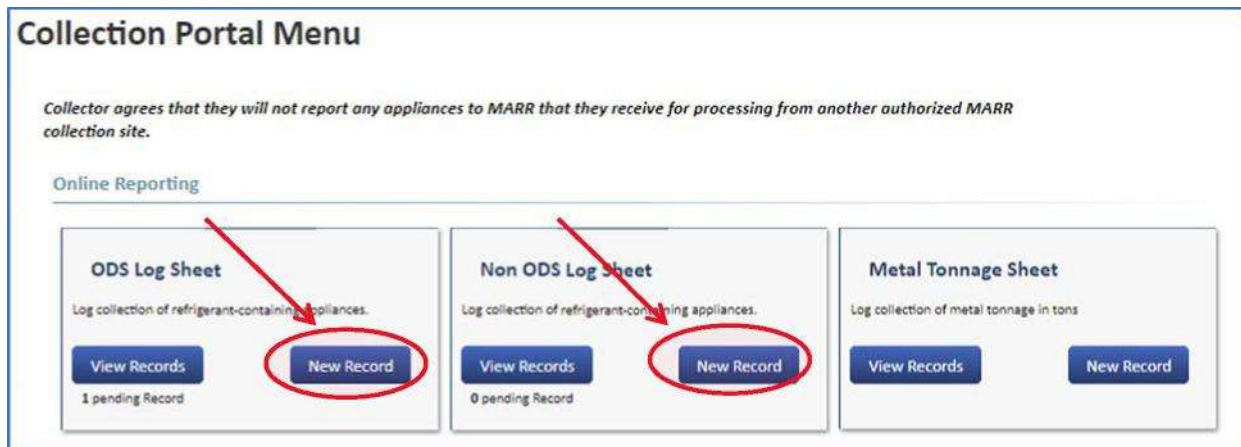 Collection Portal Menu
Collector agrees that they will not report any appliances to MARR that they receive for processing from another authorized MARR
collection site.
Online Reporting
ODS Log Sheet
Log collection of refrigerant-containing appliances.
View Records
New Record
1 pending Record
Non ODS Log Sheet
Log collection of refrigerant-containing appliances.
View Records
New Record
0 pending Record
Metal Tonnage Sheet
Log collection of metal tonnage in tons
View Records
New Record